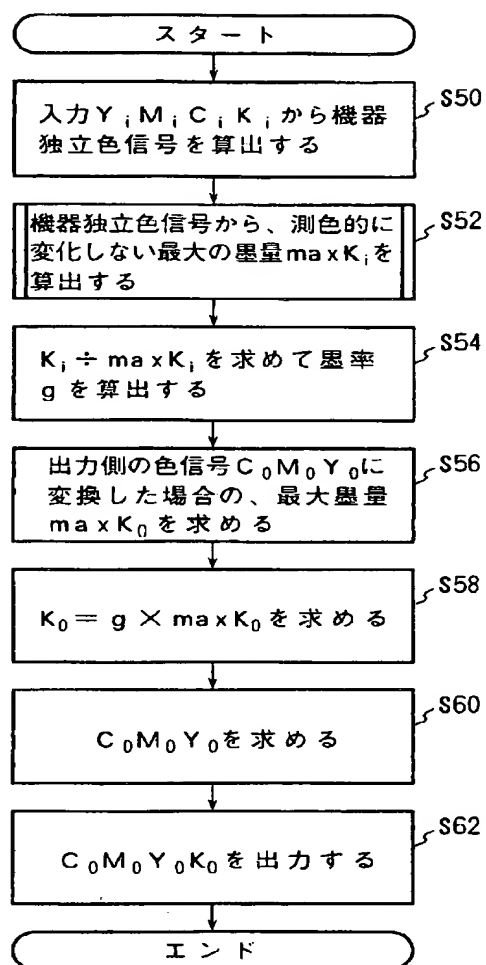 スタート
S50
入力YiMiCiKiから機器
独立色信号を算出する
S52
機器独立色信号から、測色的に
変化しない最大の墨量maxKiを
算出する
S54
Ki÷maxKiを求めて墨率
gを算出する
S56
出力側の色信号C0M0Y0に
変換した場合の、最大墨量
maxK0を求める
S58
K0=g×maxK0を求める
S60
C0M0Y0を求める
S62
C0M0Y0K0を出力する
エンド